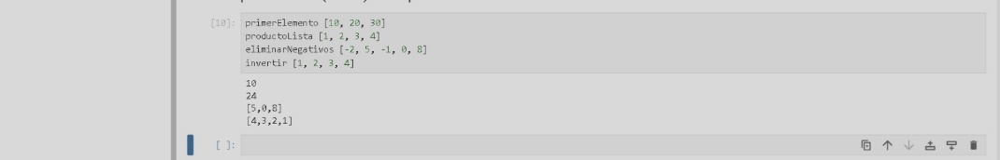 [10]: primerElemento [10, 20, 30]
productoLista [1, 2, 3, 4]
eliminarNegativos [-2, 5, -1, 0, 8]
invertir [1, 2, 3, 4]
10
24
[5,0,8]
[4,3,2,1]
[ ]: